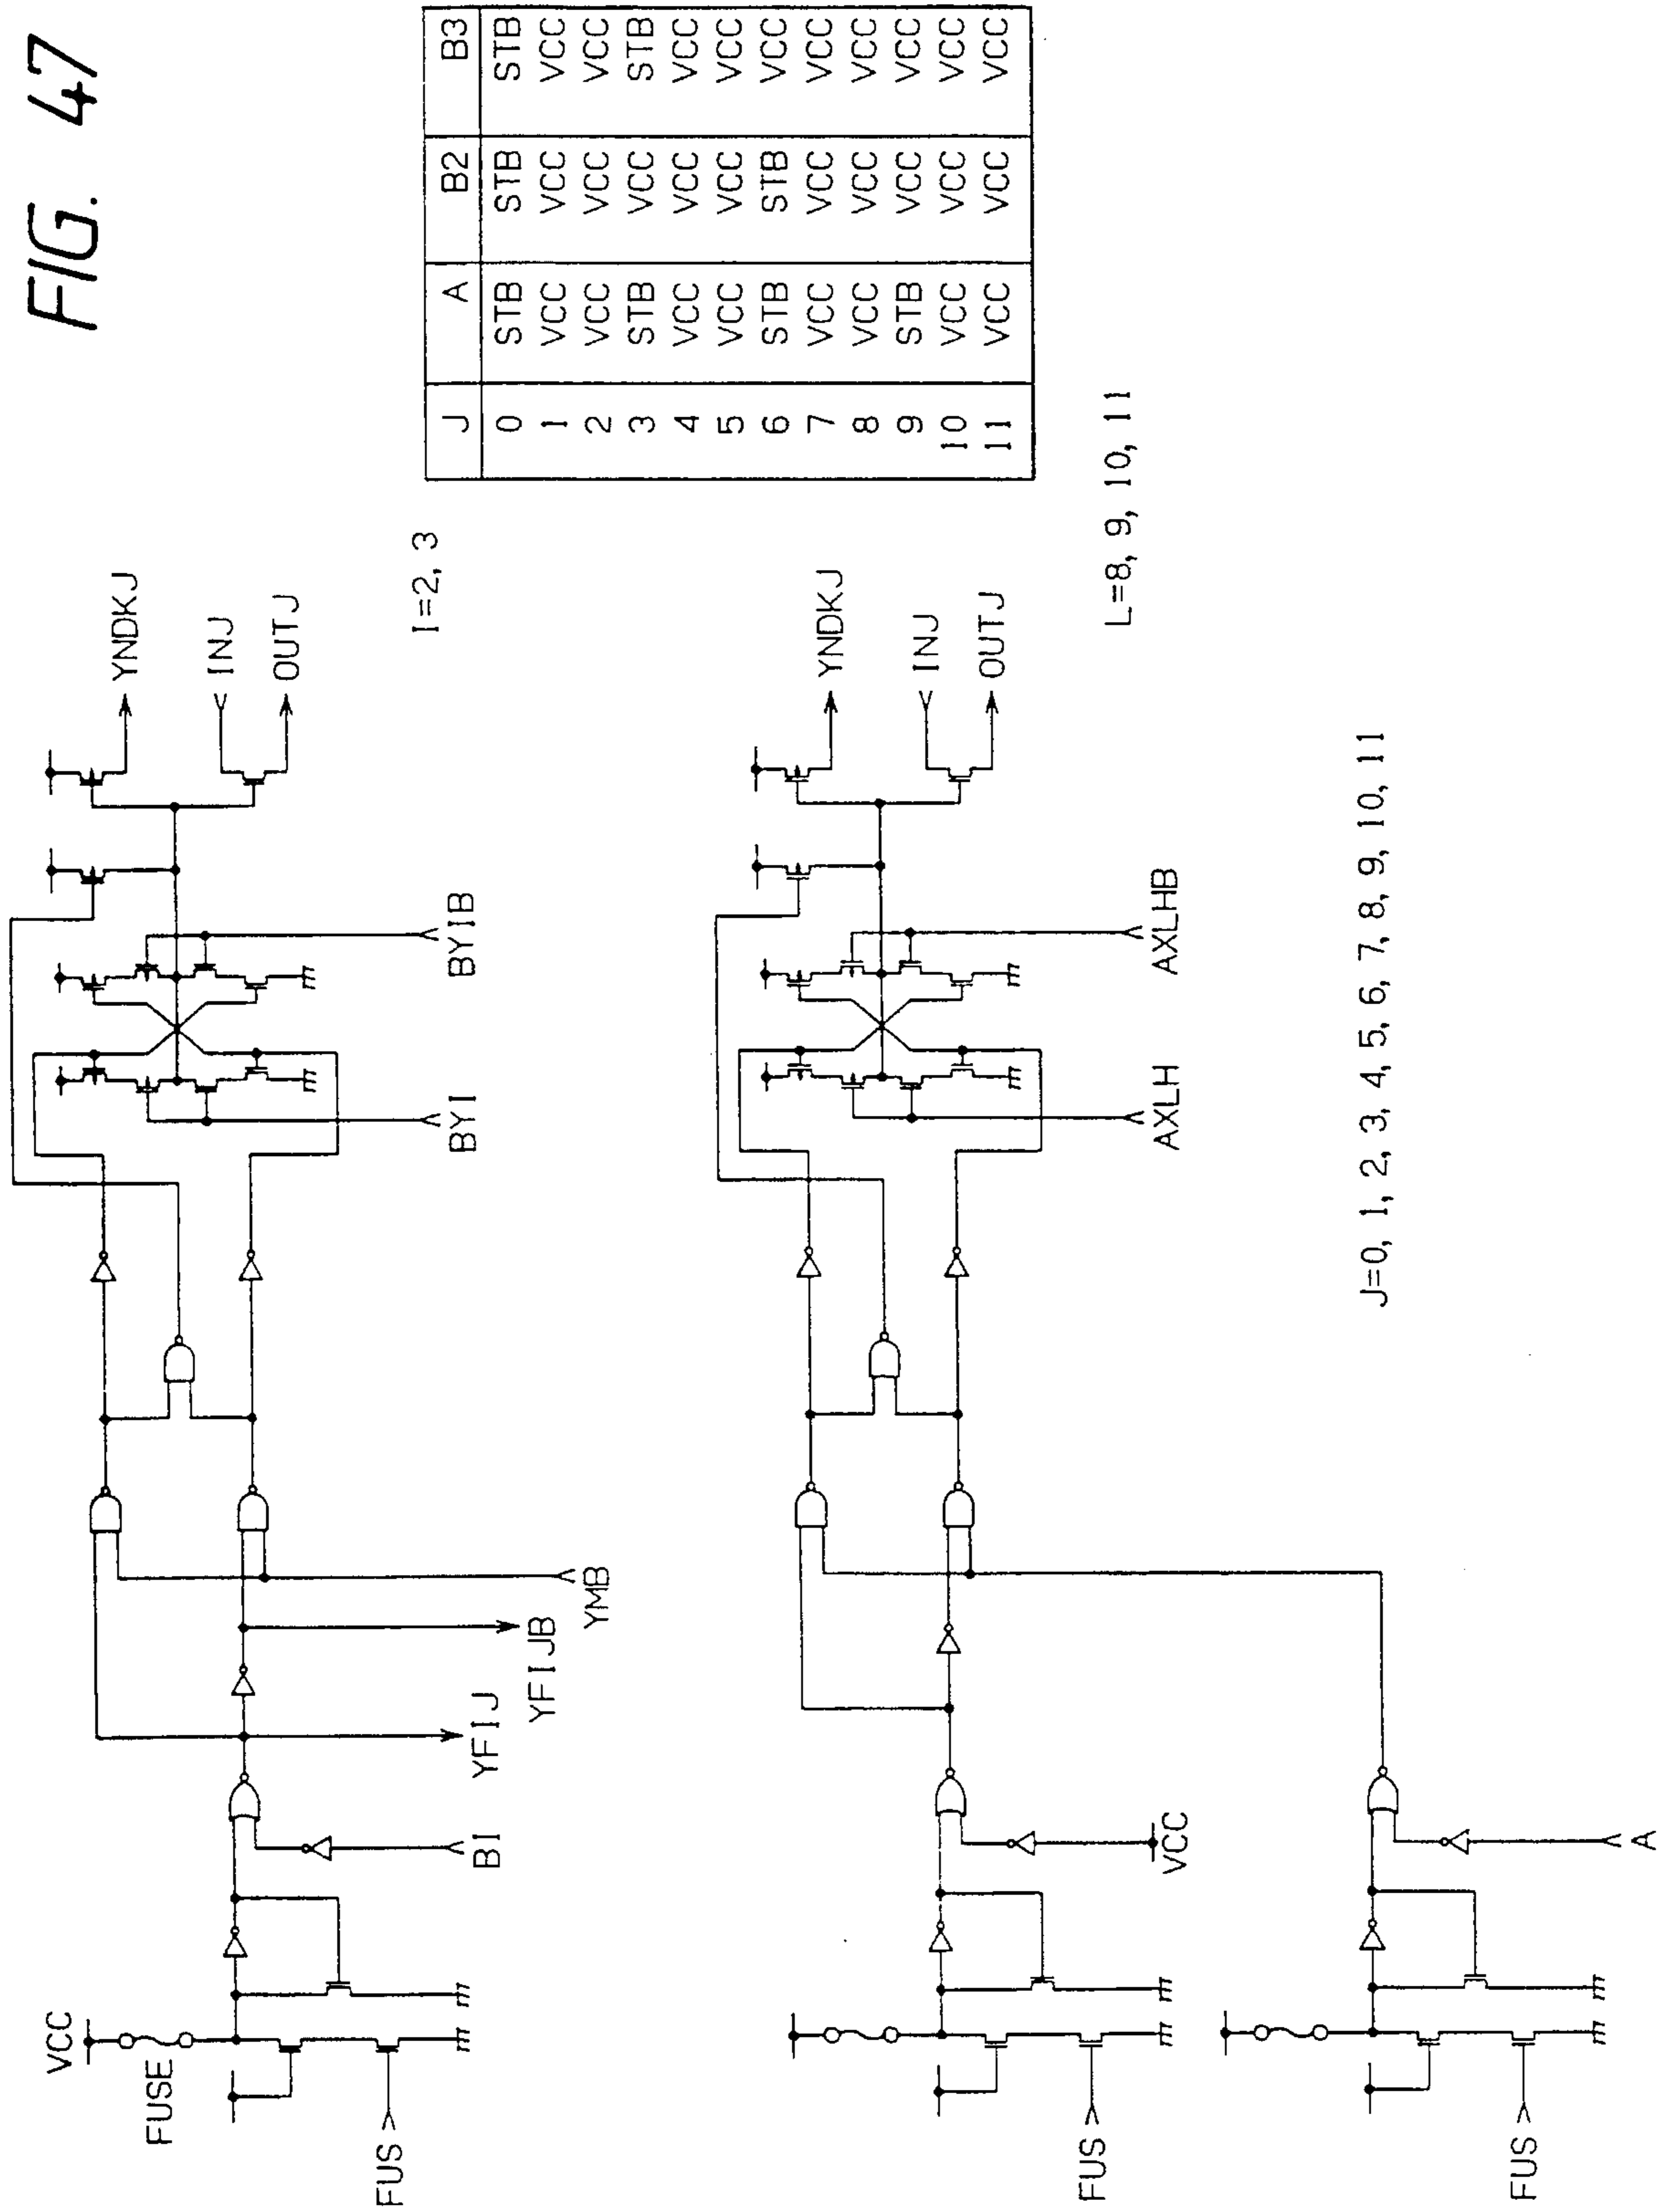 FIG. 47
VCC
FUSE
FUS
BI
YFIJ
YFIJB
YMB
BYI
BYIB
YNDKJ
INJ
OUTJ
I=2, 3
J A B2 B3
0 STB STB STB
1 VCC VCC VCC
2 VCC VCC VCC
3 STB VCC STB
4 VCC VCC VCC
5 VCC VCC VCC
6 STB STB VCC
7 VCC VCC VCC
8 VCC VCC VCC
9 STB VCC VCC
10 VCC VCC VCC
11 VCC VCC VCC
FUS
VCC
AXLH
AXLHB
YNDKJ
INJ
OUTJ
L=8, 9, 10, 11
FUS
A
J=0, 1, 2, 3, 4, 5, 6, 7, 8, 9, 10, 11